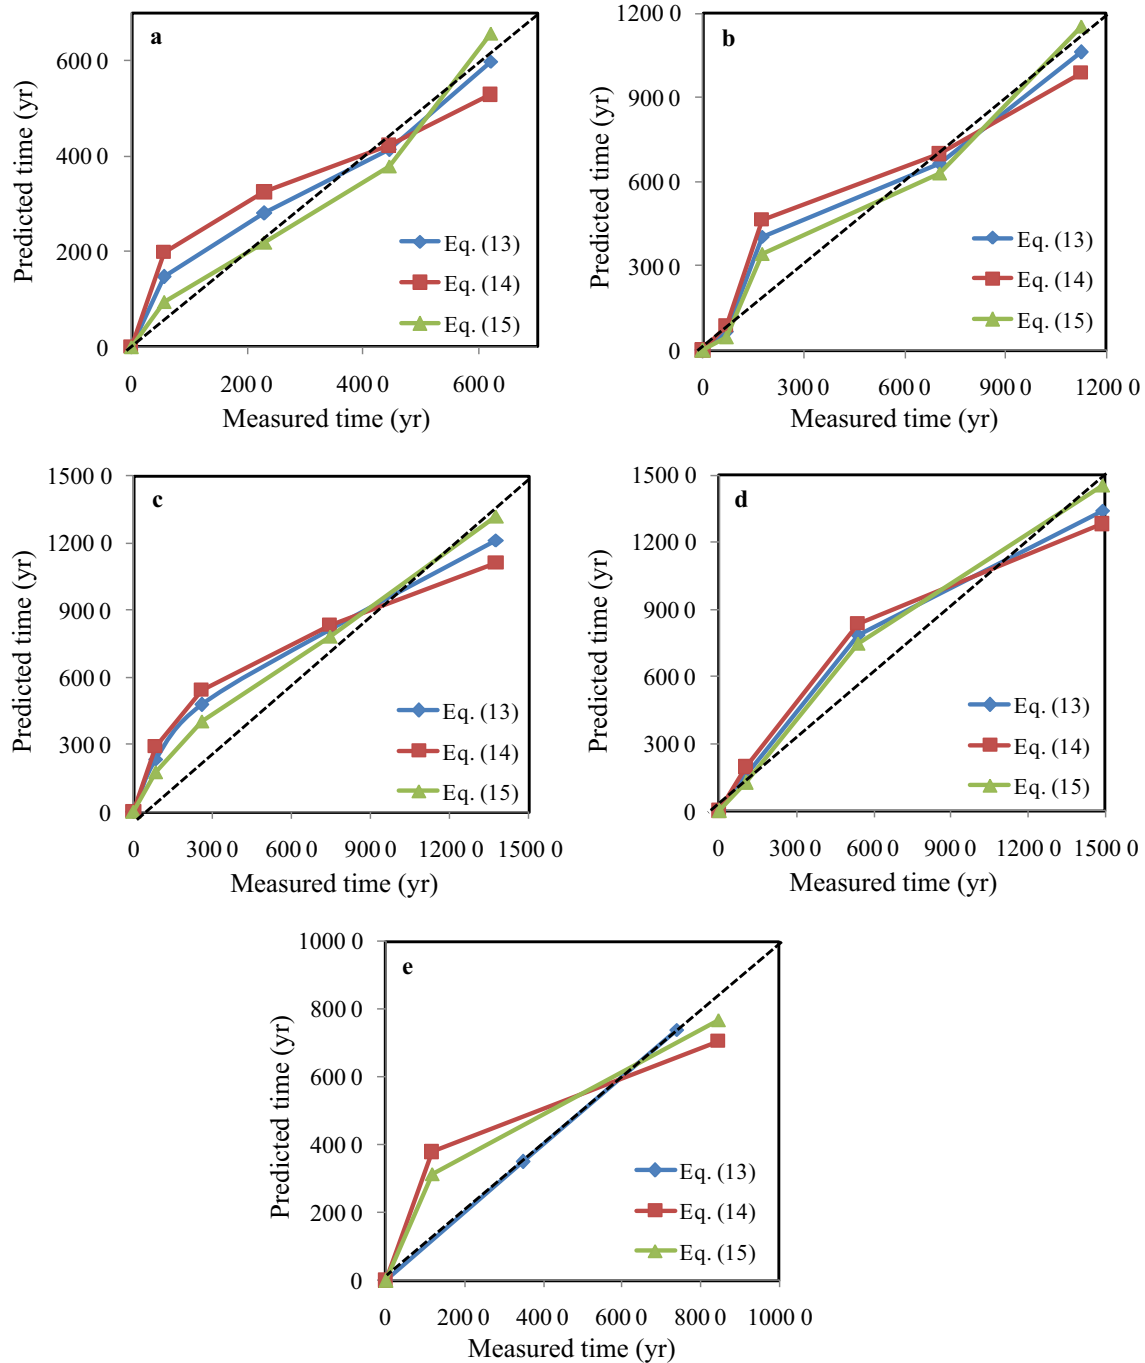 a
Predicted time (yr)
600 0
400 0
200 0
0
Eq. (13)
Eq. (14)
Eq. (15)
0 200 0 400 0 600 0
Measured time (yr)
b
Predicted time (yr)
1200 0
900 0
600 0
300 0
0
Eq. (13)
Eq. (14)
Eq. (15)
0 300 0 600 0 900 0 1200 0
Measured time (yr)
c
Predicted time (yr)
1500 0
1200 0
900 0
600 0
300 0
0
Eq. (13)
Eq. (14)
Eq. (15)
0 300 0 600 0 900 0 1200 0 1500 0
Measured time (yr)
d
Predicted time (yr)
1500 0
1200 0
900 0
600 0
300 0
0
Eq. (13)
Eq. (14)
Eq. (15)
0 300 0 600 0 900 0 1200 0 1500 0
Measured time (yr)
e
Predicted time (yr)
1000 0
800 0
600 0
400 0
200 0
0
Eq. (13)
Eq. (14)
Eq. (15)
0 200 0 400 0 600 0 800 0 1000 0
Measured time (yr)